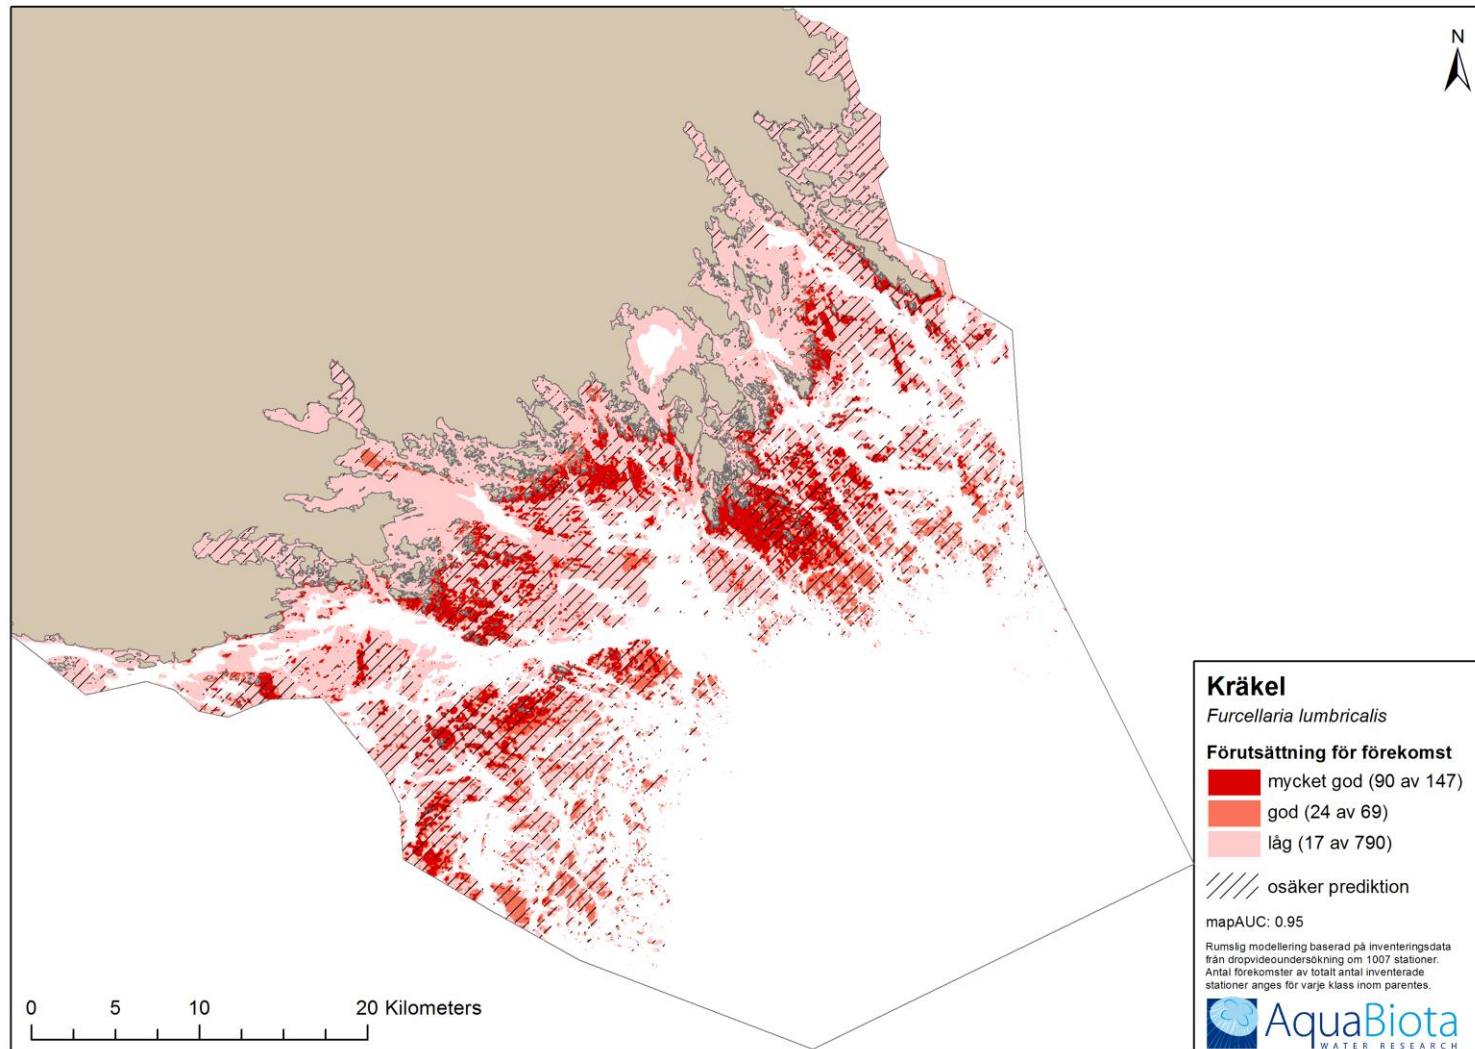 N
Kräkel
Furcellaria lumbricalis
Förutsättning för förekomst
mycket god (90 av 147)
god (24 av 69)
låg (17 av 790)
osäker prediktion
mapAUC: 0.95
Rumslig modellering baserad på inventeringsdata
från dropvideoundersökning om 1007 stationer.
Antal förekomster av totalt antal inventerade
stationer anges för varje klass inom parentes.
AquaBiota
WATER RESEARCH
0 5 10 20 Kilometers